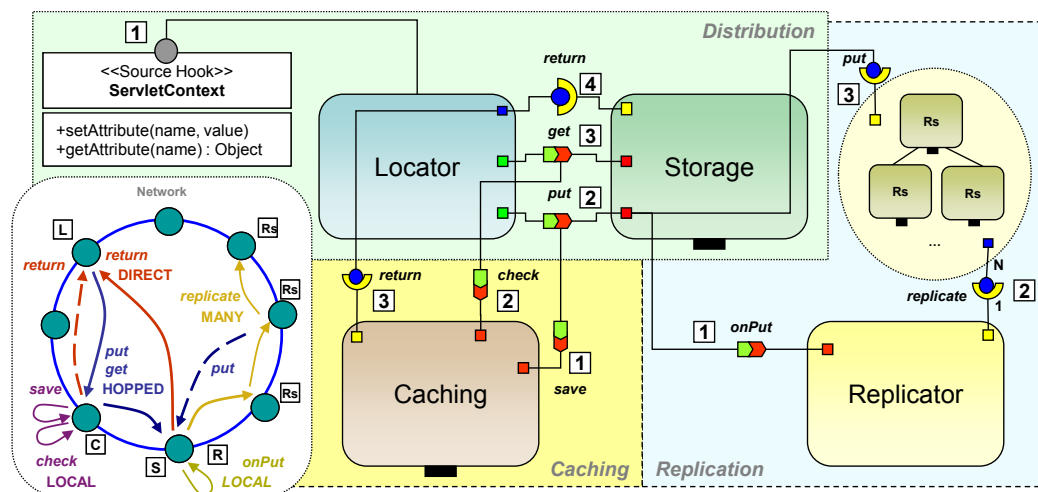 Distribution
1
<<Source Hook>>
ServletContext
+setAttribute(name, value)
+getAttribute(name) : Object
Locator
Storage
return
4
get
3
put
2
put
3
Rs
Rs
Rs
...
N
1
replicate
2
return
3
check
2
save
1
Caching
Caching
1
onPut
Replicator
Replication
Network
L
Rs
return
return
DIRECT
Rs
replicate
MANY
put
get
HOPPED
put
save
Rs
C
check
LOCAL
S
R
onPut
LOCAL